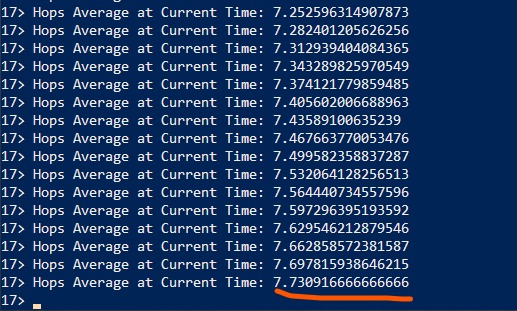 17> Hops Average at Current Time: 7.252596314907873
17> Hops Average at Current Time: 7.282401205626256
17> Hops Average at Current Time: 7.312939404084365
17> Hops Average at Current Time: 7.343289825970549
17> Hops Average at Current Time: 7.374121779859485
17> Hops Average at Current Time: 7.405602006688963
17> Hops Average at Current Time: 7.43589100635239
17> Hops Average at Current Time: 7.467663770053476
17> Hops Average at Current Time: 7.499582358837287
17> Hops Average at Current Time: 7.532064128256513
17> Hops Average at Current Time: 7.564440734557596
17> Hops Average at Current Time: 7.597296395193592
17> Hops Average at Current Time: 7.629546212879546
17> Hops Average at Current Time: 7.662858572381587
17> Hops Average at Current Time: 7.697815938646215
17> Hops Average at Current Time: 7.730916666666666
17>